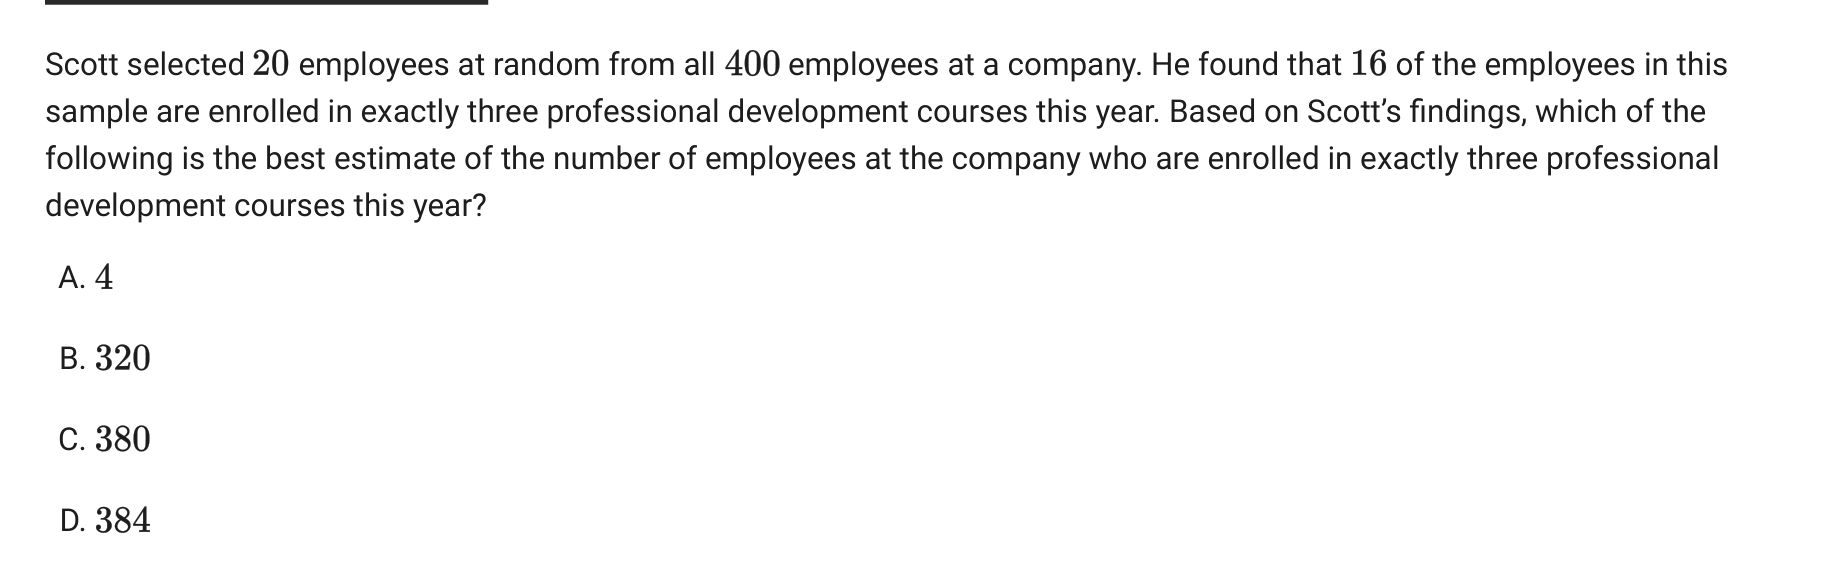 Scott selected 20 employees at random from all 400 employees at a company. He found that 16 of the employees in this
sample are enrolled in exactly three professional development courses this year. Based on Scott’s findings, which of the
following is the best estimate of the number of employees at the company who are enrolled in exactly three professional
development courses this year?
A. 4
B. 320
C. 380
D. 384